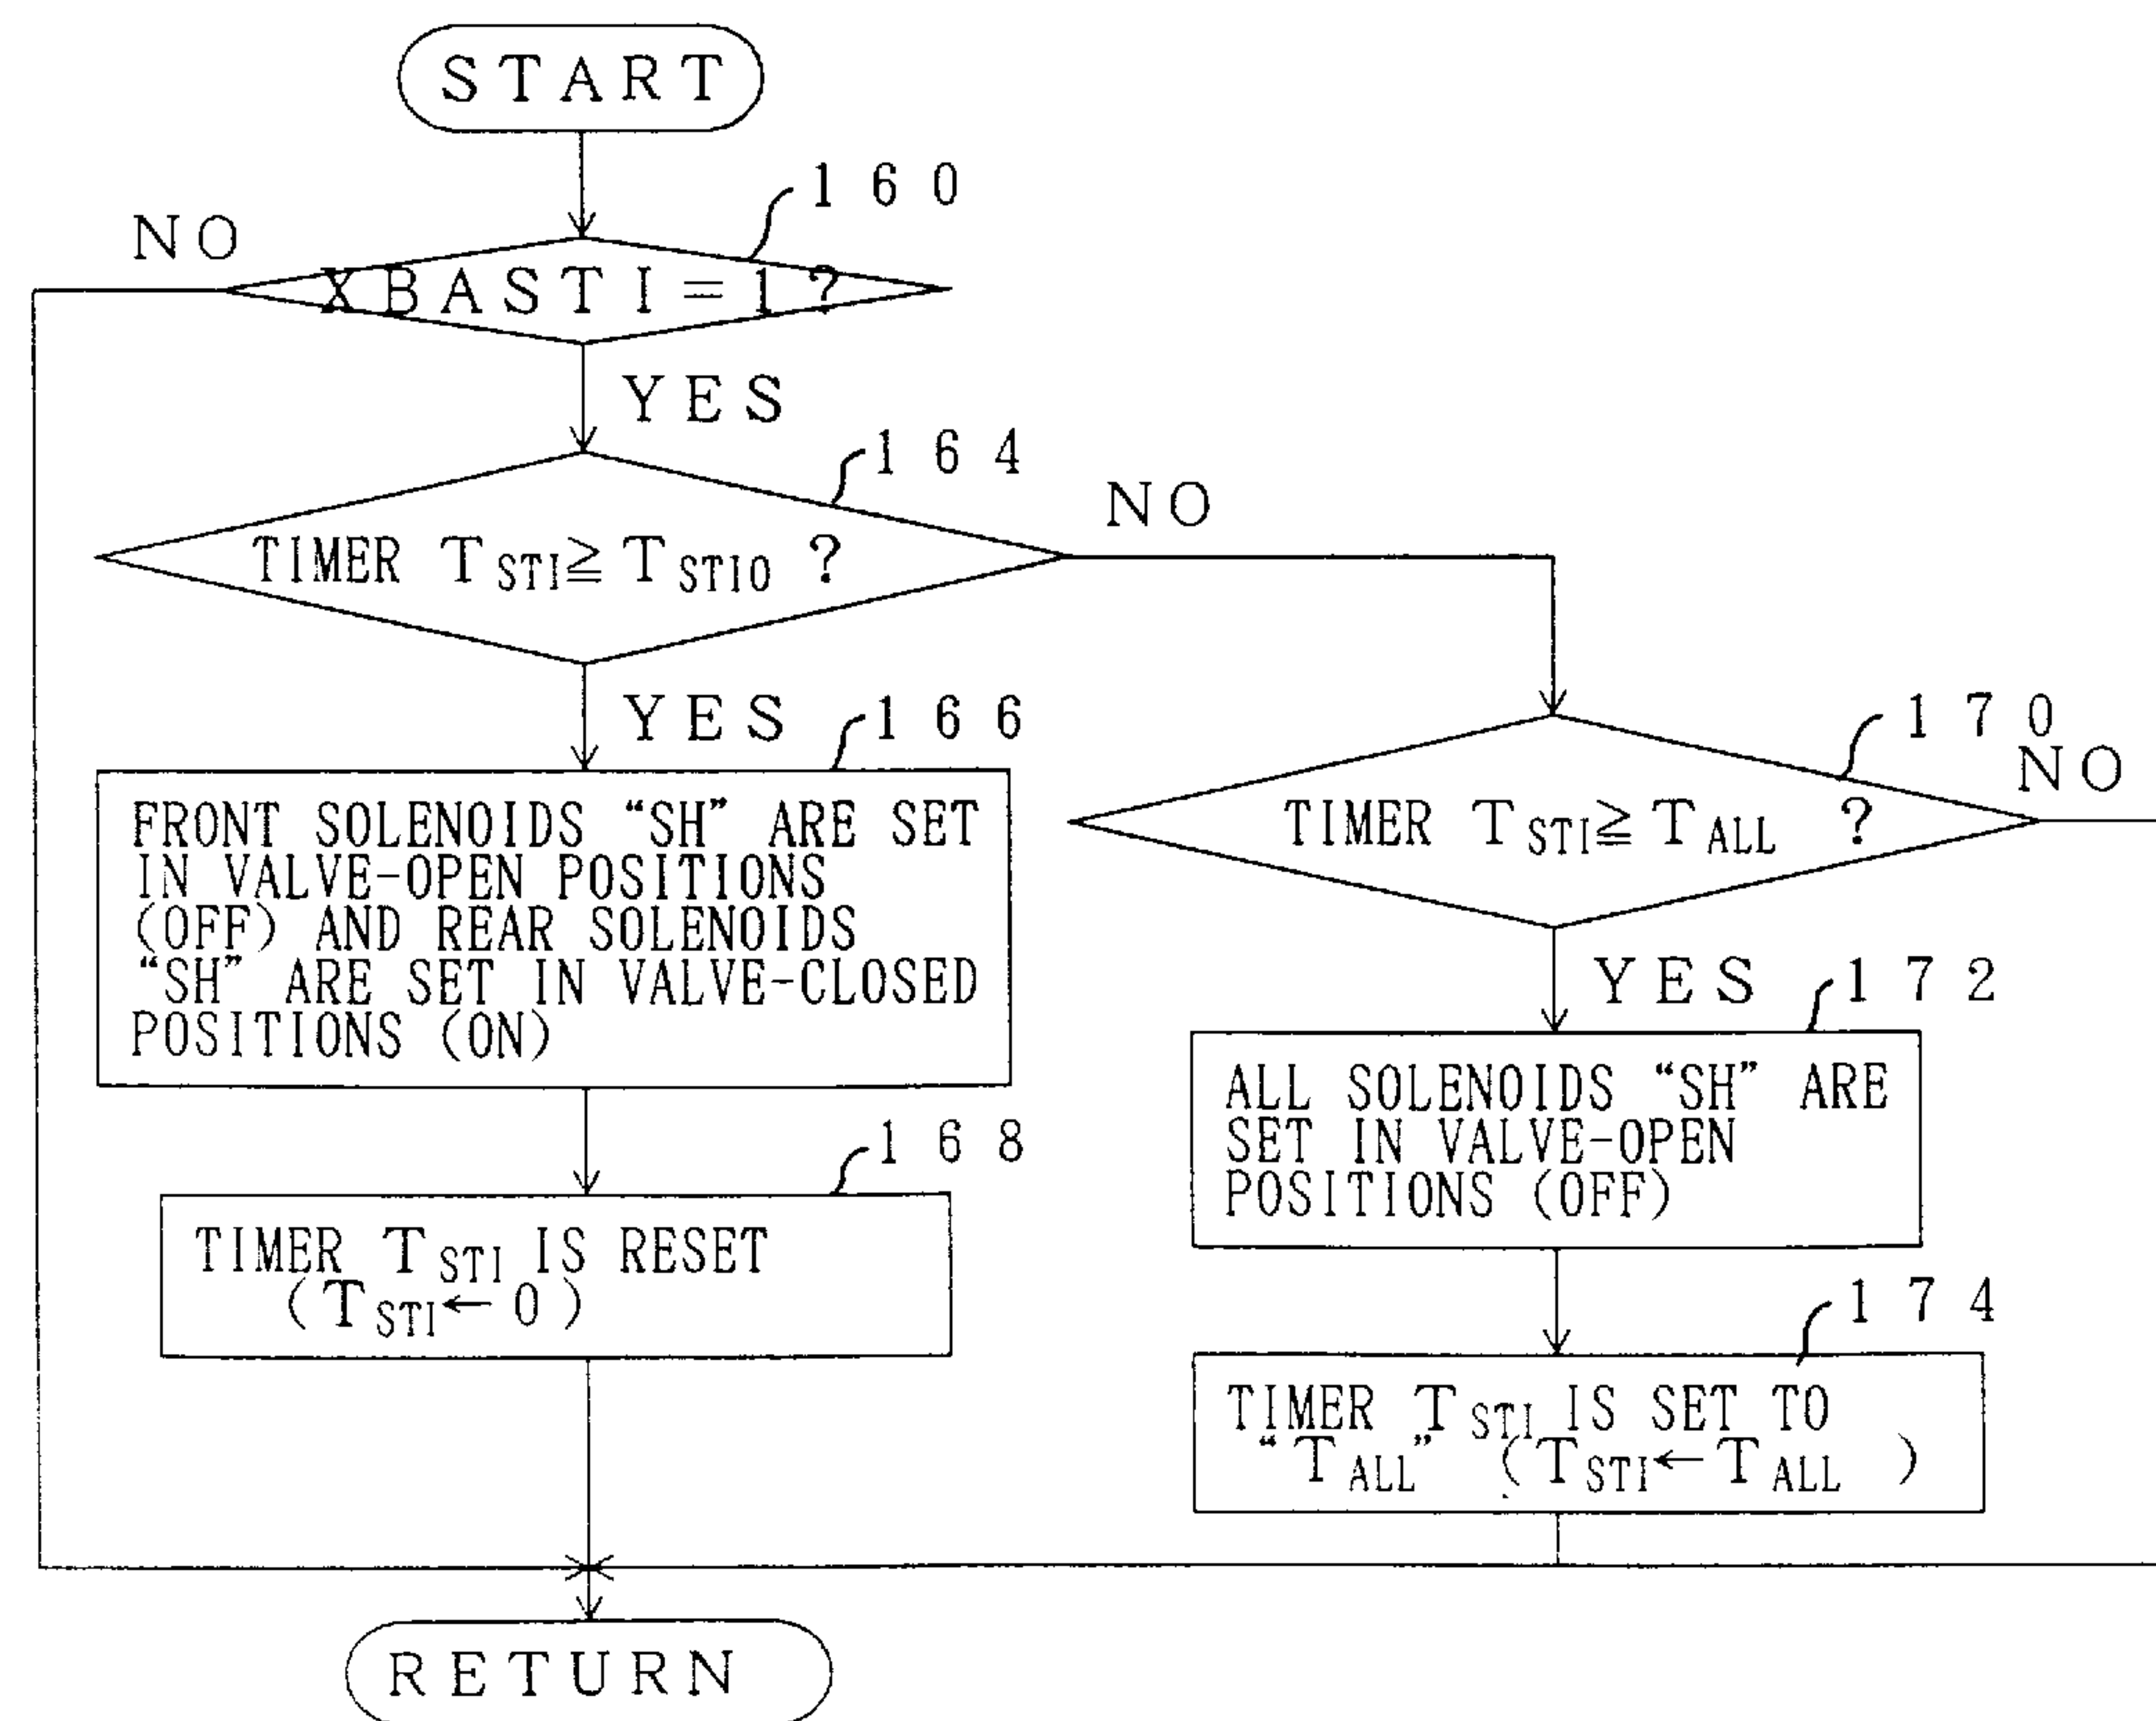 START
160
NO
XBASTI=1?
YES
164
NO
TIMER TSTI≧TSTI0 ?
YES
166
170
NO
FRONT SOLENOIDS “SH” ARE SET
IN VALVE-OPEN POSITIONS
(OFF) AND REAR SOLENOIDS
“SH” ARE SET IN VALVE-CLOSED
POSITIONS (ON)
TIMER TSTI≧TALL ?
YES
172
ALL SOLENOIDS “SH” ARE
SET IN VALVE-OPEN
POSITIONS (OFF)
168
TIMER TSTI IS RESET
(TSTI←0)
174
TIMER TSTI IS SET TO
“TALL” (TSTI←TALL )
RETURN